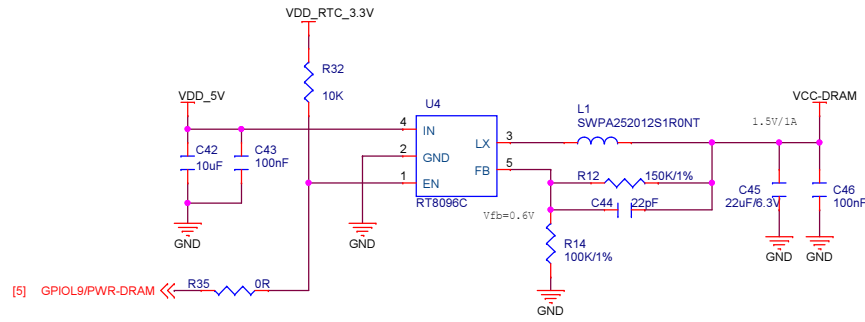 VDD_RTC_3.3V
R32
10K
VDD_5V
U4
L1
SWPA252012S1R0NT
VCC-DRAM
1.5V/1A
4
IN
LX
3
C42
10uF
C43
100nF
2
GND
FB
5
R12
150K/1%
1
EN
RT8096C
C44
22pF
C45
22uF/6.3V
C46
100nF
Vfb=0.6V
R14
100K/1%
GND
GND
GND
GND
GND
[5]
GPIOL9/PWR-DRAM
R35
0R